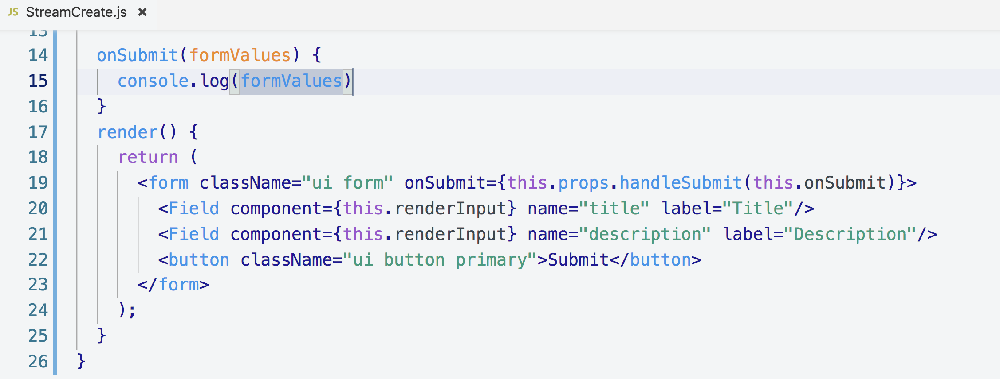 JS StreamCreate.js ×
13
14 onSubmit(formValues) {
15 console.log(formValues)
16 }
17 render() {
18 return (
19 <form className="ui form" onSubmit={this.props.handleSubmit(this.onSubmit)}>
20 <Field component={this.renderInput} name="title" label="Title"/>
21 <Field component={this.renderInput} name="description" label="Description"/>
22 <button className="ui button primary">Submit</button>
23 </form>
24 );
25 }
26 }